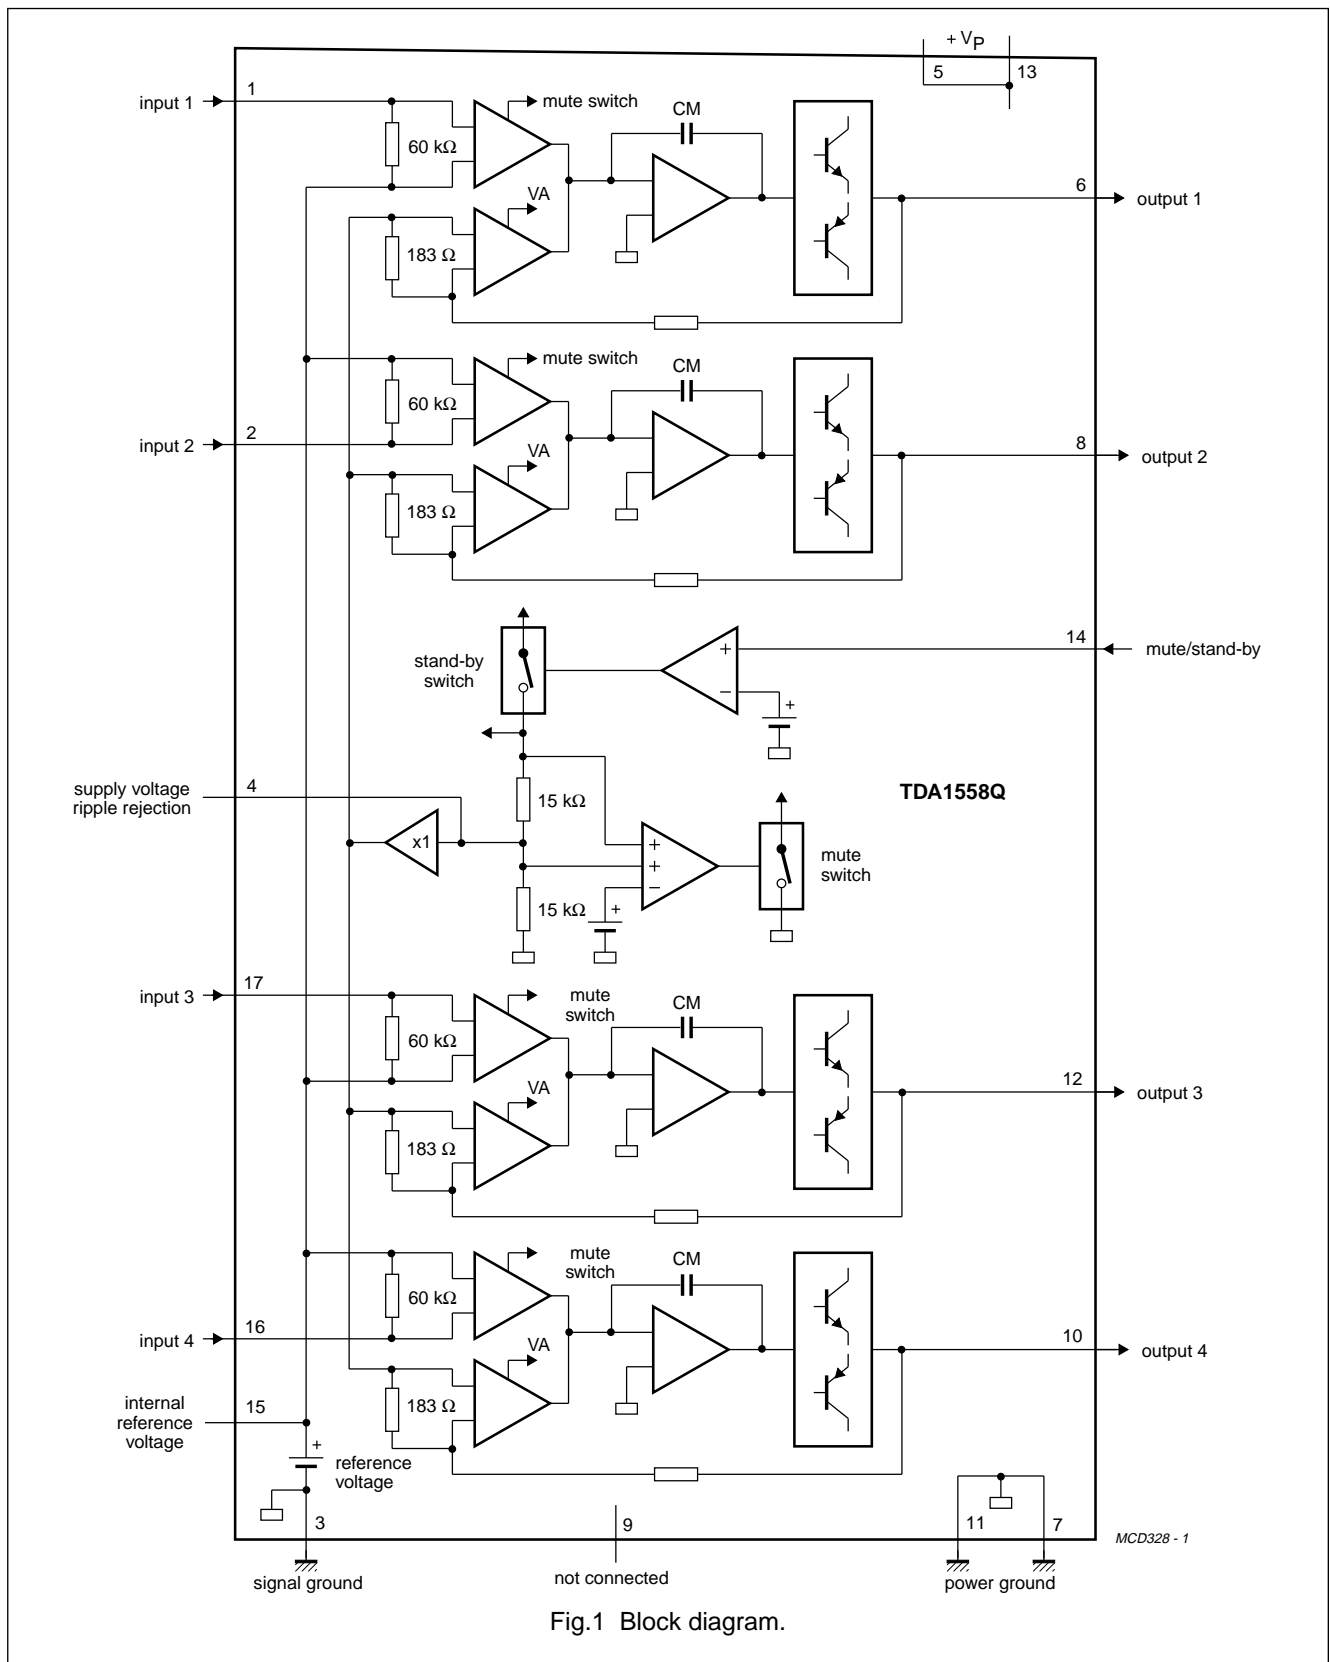 + VP
5
13
input 1
1
mute switch
CM
60 kΩ
VA
6
output 1
183 Ω
mute switch
CM
60 kΩ
input 2
2
VA
8
output 2
183 Ω
14
mute/stand-by
stand-by
switch
+
−
+
supply voltage
ripple rejection
4
15 kΩ
TDA1558Q
x1
+
+
−
mute
switch
15 kΩ
+
input 3
17
mute
switch
CM
60 kΩ
VA
12
output 3
183 Ω
mute
switch
CM
60 kΩ
input 4
16
VA
10
output 4
internal
reference
voltage
15
183 Ω
+
reference
voltage
3
9
11
7
MCD328 - 1
signal ground
not connected
power ground
Fig.1 Block diagram.